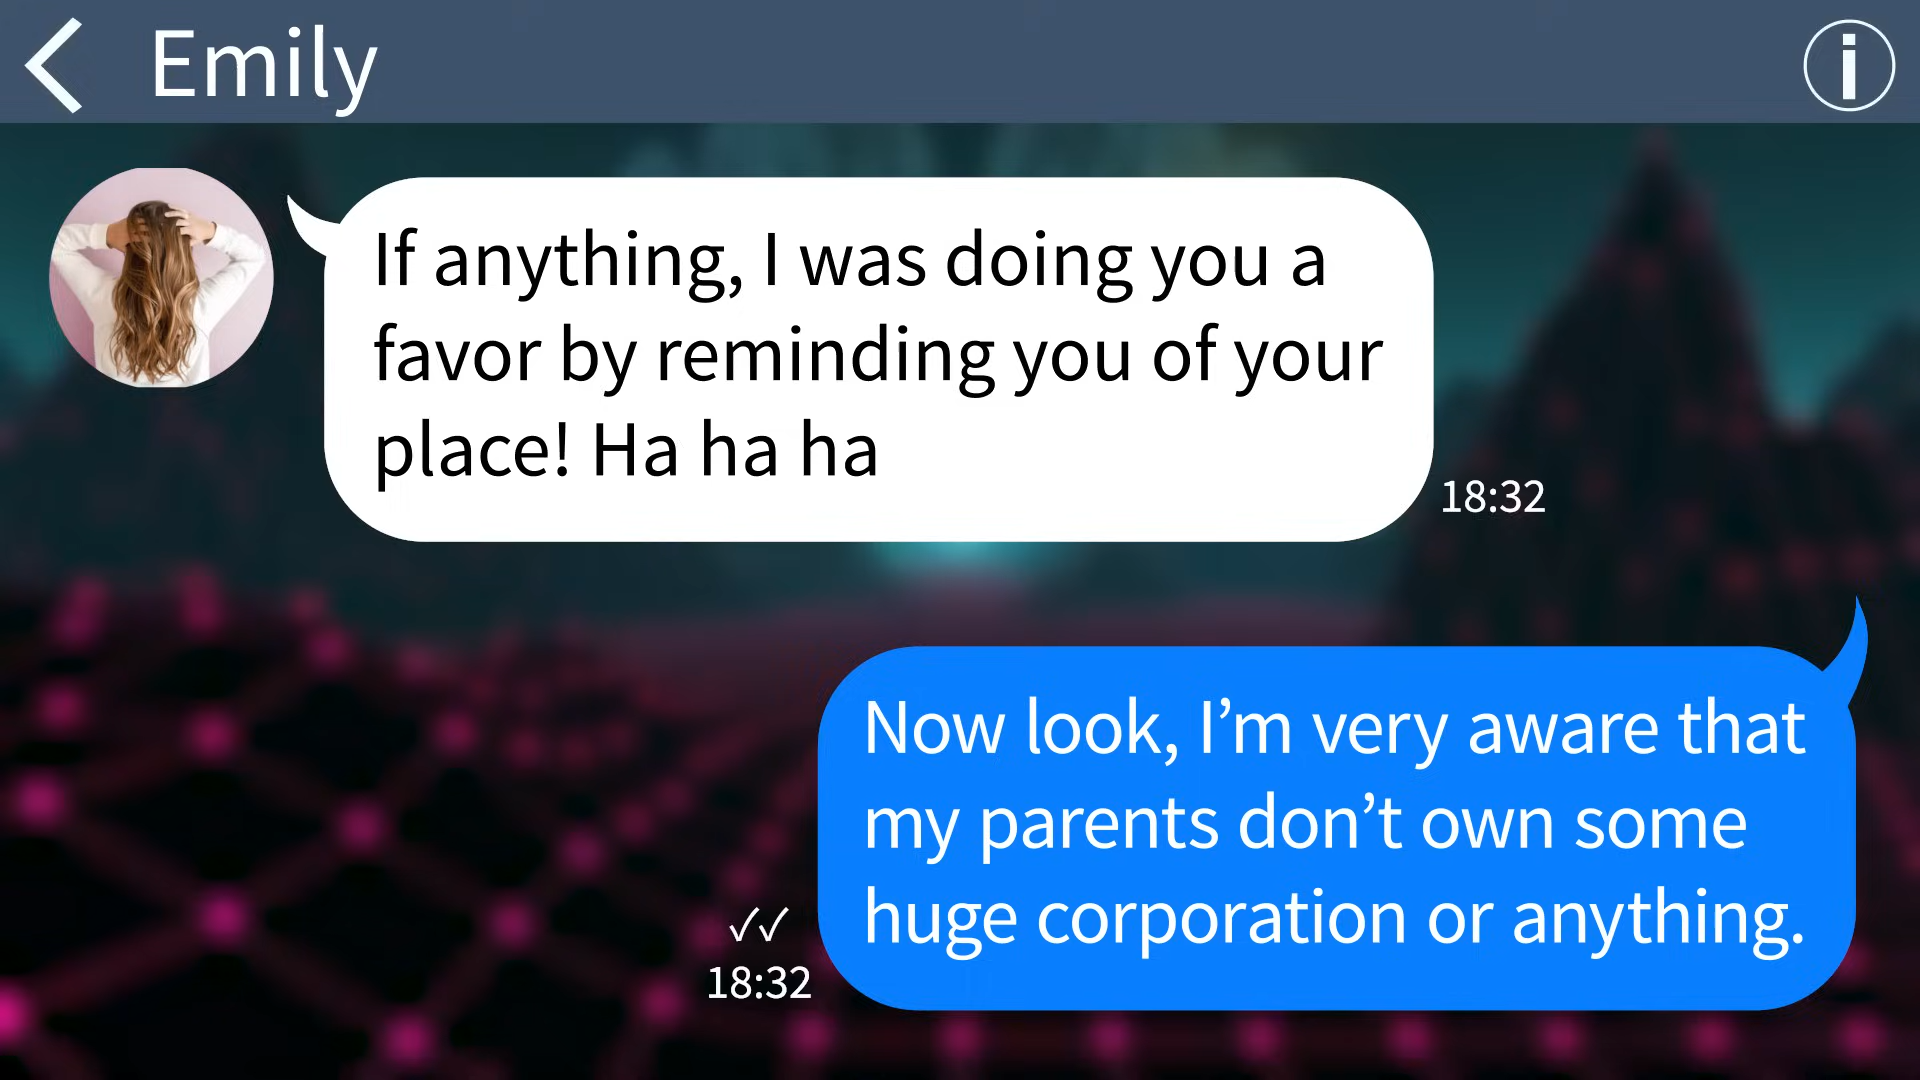 Emily
If anything, I was doing you a
favor by reminding you of your
place! Ha ha ha
18:32
Now look, I’m very aware that
my parents don’t own some
huge corporation or anything.
✓✓
18:32